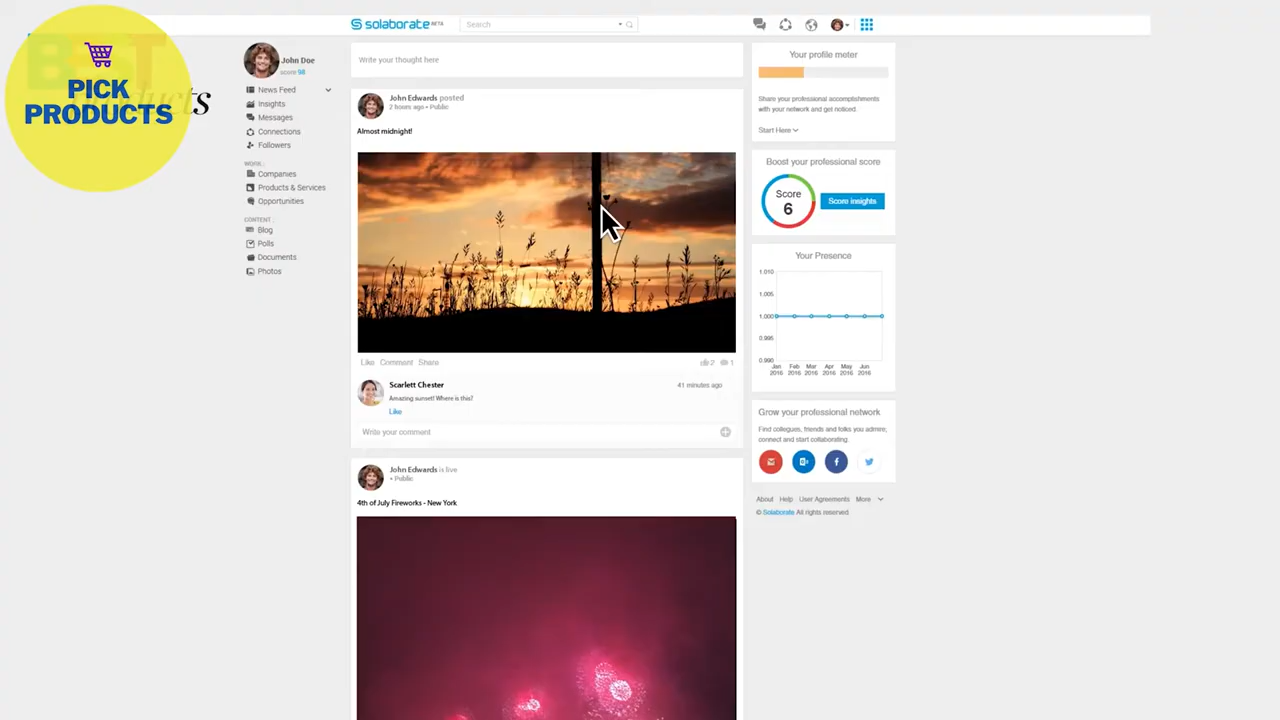 PICK
PRODUCTS
solaborate BETA
Search
John Doe
score 98
News Feed
Insights
Messages
Connections
Followers
WORK:
Companies
Products & Services
Opportunities
CONTENT:
Blog
Polls
Documents
Photos
Write your thought here
John Edwards posted
2 hours ago • Public
Almost midnight!
Like Comment Share
2 1
Scarlett Chester
41 minutes ago
Amazing sunset! Where is this?
Like
Write your comment
John Edwards is live
• Public
4th of July Fireworks - New York
Your profile meter
Share your professional accomplishments
with your network and get noticed.
Start Here
Boost your professional score
Score
6
Score insights
Your Presence
1.010
1.005
1.000
0.995
0.990
Jan Feb Mar Apr May Jun
2016 2016 2016 2016 2016 2016
Grow your professional network
Find collegues, friends and folks you admire,
connect and start collaborating.
About Help User Agreements More
© Solaborate All rights reserved.